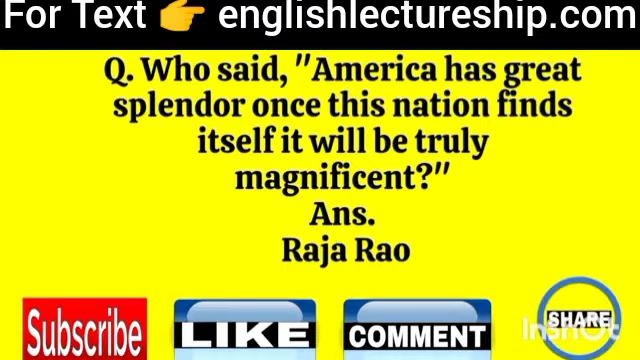 For Text 👉 englishlectureship.com
Q. Who said, "America has great
splendor once this nation finds
itself it will be truly
magnificent?"
Ans.
Raja Rao
Subscribe
LIKE
COMMENT
SHARE
InShOt